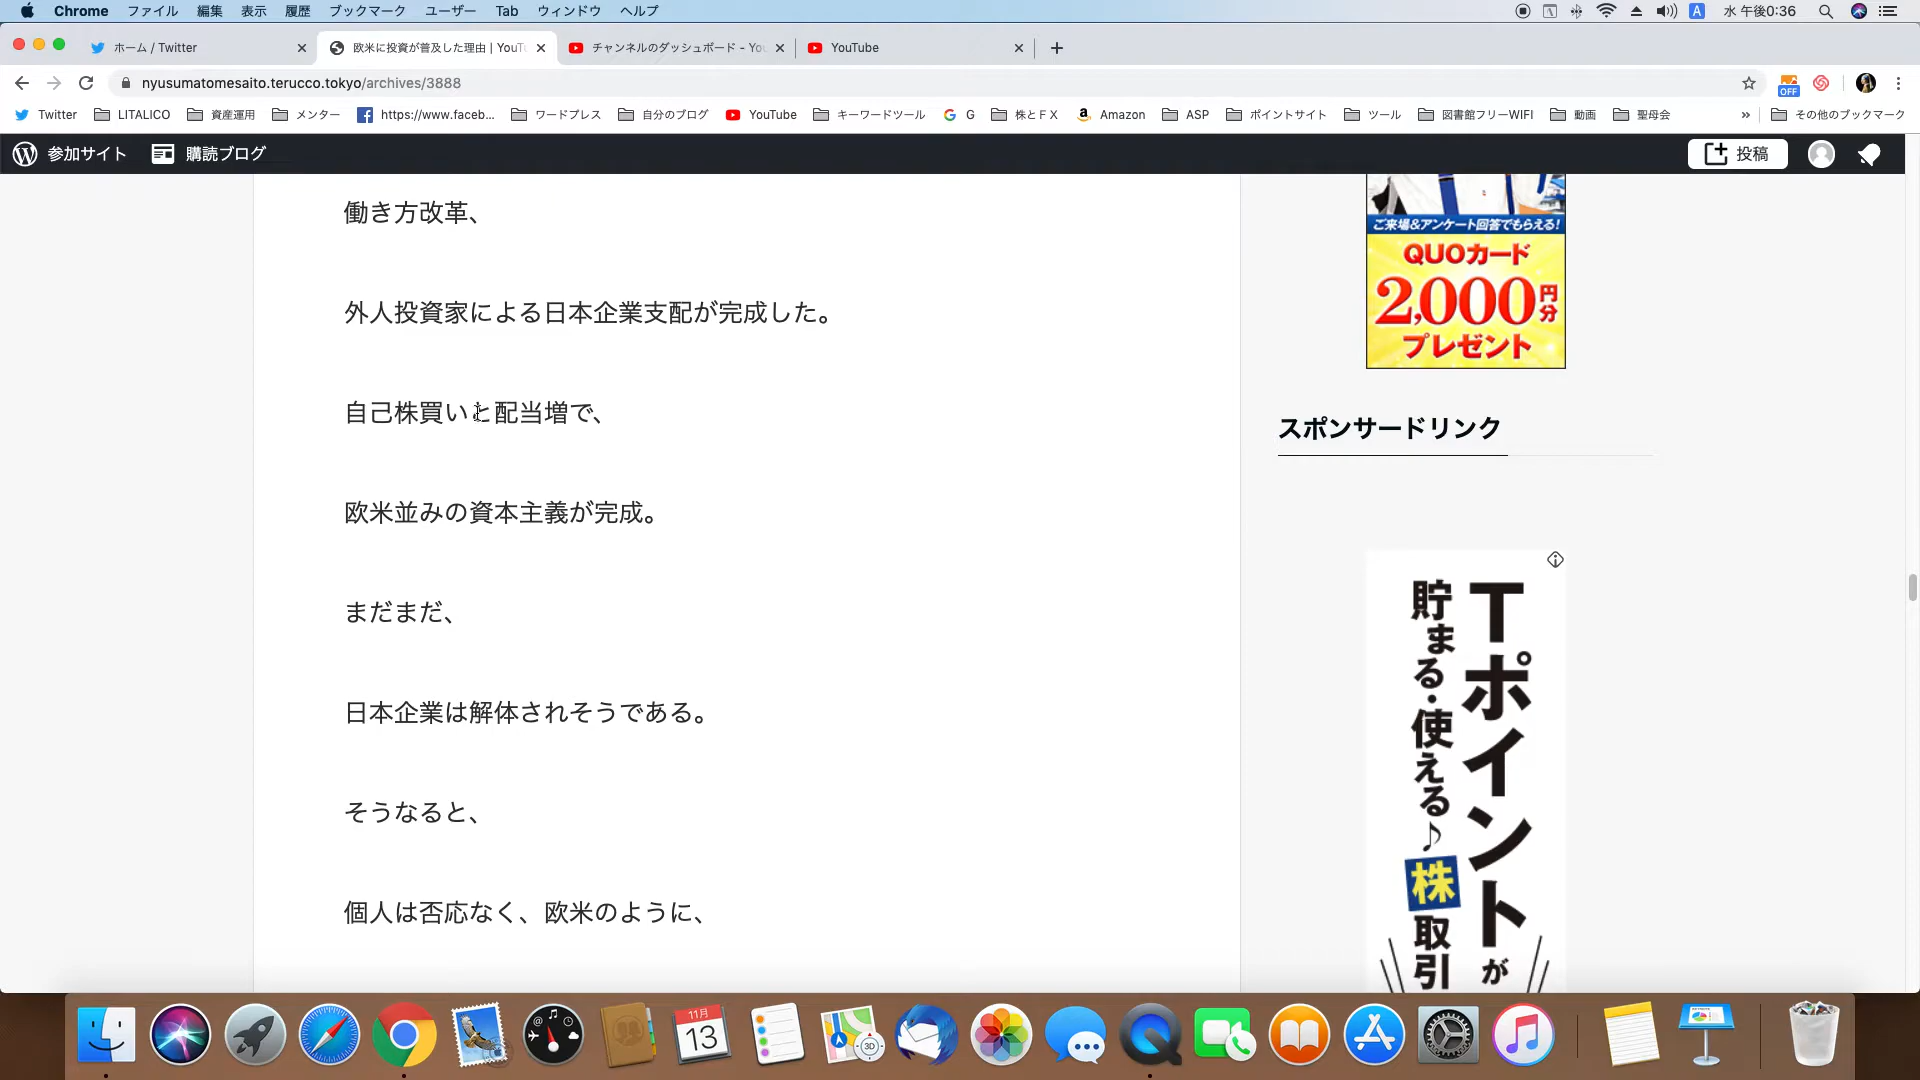 Chrome ファイル 編集 表示 履歴 ブックマーク ユーザー Tab ウィンドウ ヘルプ
A 水 午後0:36
ホーム / Twitter
欧米に投資が普及した理由 | YouT
チャンネルのダッシュボード - Yo
YouTube
nyusumatomesaito.terucco.tokyo/archives/3888
OFF
Twitter LITALICO 資産運用 メンター https://www.faceb... ワードプレス 自分のブログ YouTube キーワードツール G 株とＦＸ Amazon ASP ポイントサイト ツール 図書館フリーWIFI 動画 聖母会 » その他のブックマーク
参加サイト 購読ブログ 投稿
働き方改革、
外人投資家による日本企業支配が完成した。
自己株買いと配当増で、
欧米並みの資本主義が完成。
まだまだ、
日本企業は解体されそうである。
そうなると、
個人は否応なく、欧米のように、
ご来場&アンケート回答でもらえる!
QUOカード
2,000円分
プレゼント
スポンサードリンク
Tポイントが
貯まる・使える♪
株取引
11月
13
3D